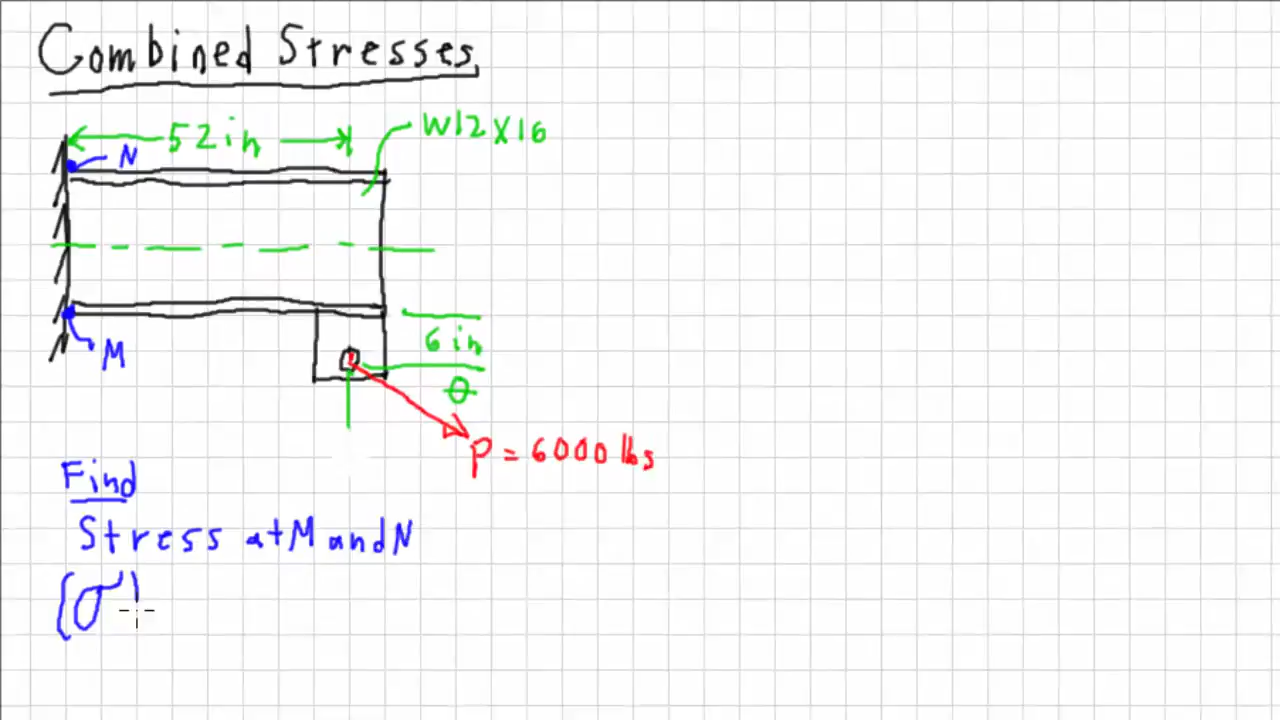 Combined Stresses
52 in
W12X16
N
M
6 in
θ
P = 6000 lbs
Find
Stress at M and N
(σ)